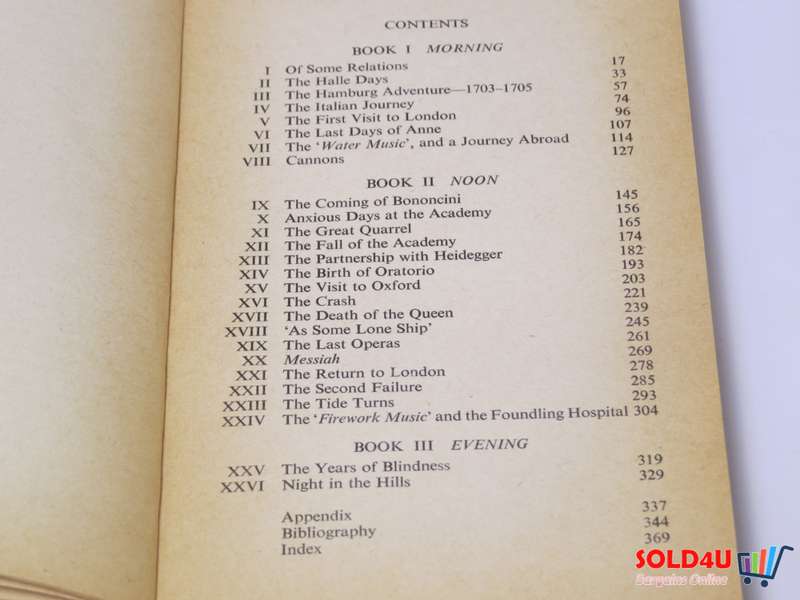 CONTENTS
BOOK I MORNING
I Of Some Relations 17
II The Halle Days 33
III The Hamburg Adventure—1703–1705 57
IV The Italian Journey 74
V The First Visit to London 96
VI The Last Days of Anne 107
VII The ‘Water Music’, and a Journey Abroad 114
VIII Cannons 127
BOOK II NOON
IX The Coming of Bononcini 145
X Anxious Days at the Academy 156
XI The Great Quarrel 165
XII The Fall of the Academy 174
XIII The Partnership with Heidegger 182
XIV The Birth of Oratorio 193
XV The Visit to Oxford 203
XVI The Crash 221
XVII The Death of the Queen 239
XVIII ‘As Some Lone Ship’ 245
XIX The Last Operas 261
XX Messiah 269
XXI The Return to London 278
XXII The Second Failure 285
XXIII The Tide Turns 293
XXIV The ‘Firework Music’ and the Foundling Hospital 304
BOOK III EVENING
XXV The Years of Blindness 319
XXVI Night in the Hills 329
Appendix 337
Bibliography 344
Index 369
SOLD4U
Bargains Online